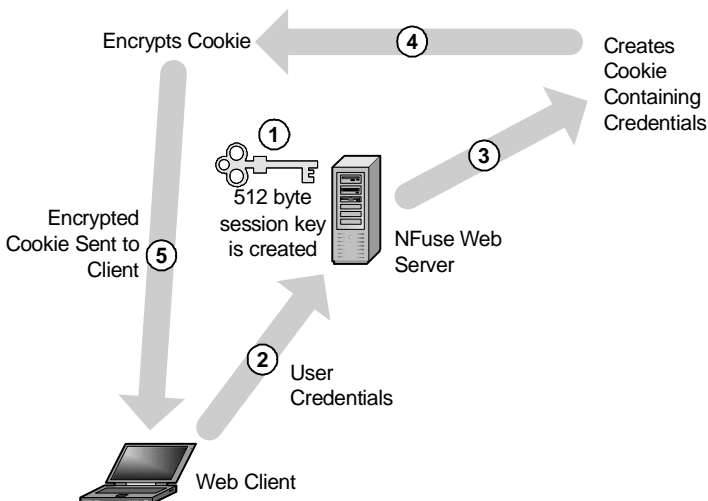 Encrypts Cookie
4
Creates
Cookie
Containing
Credentials
1
3
512 byte
session key
is created
NFuse Web
Server
Encrypted
Cookie Sent to
Client
5
2
User
Credentials
Web Client